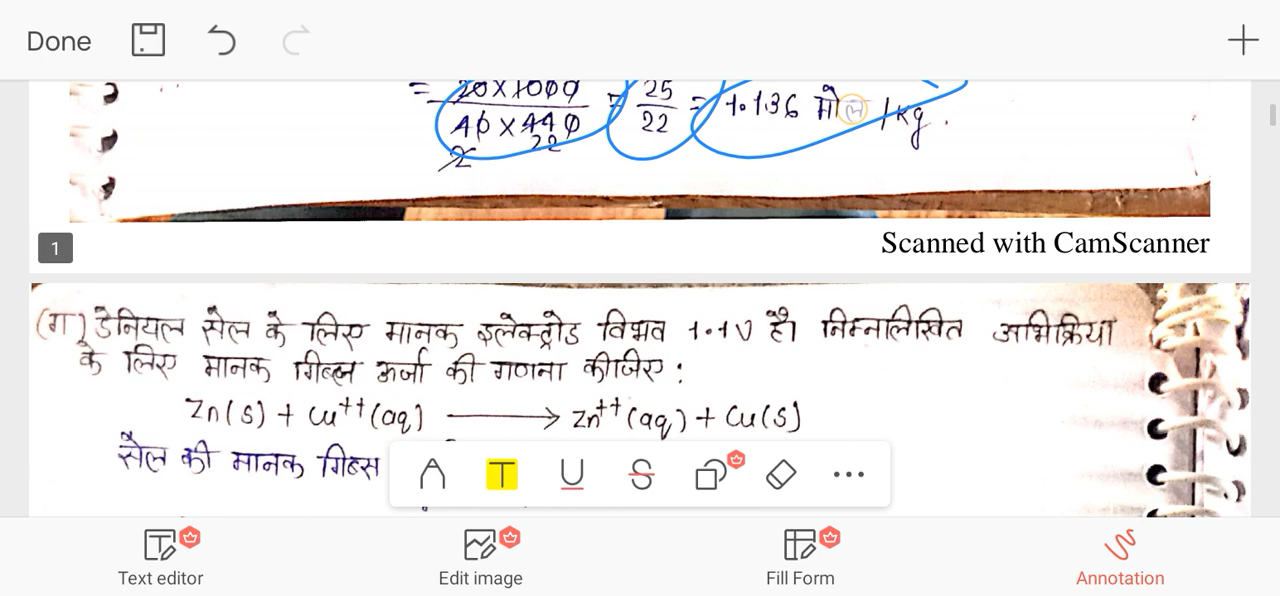 Done
= 20×1000 / 40×440 = 25/22 = 1.136 मोल /kg.
2 22
1
Scanned with CamScanner
(ग) डेनियल सेल के लिए मानक इलेक्ट्रोड विभव 1.1V है। निम्नलिखित अभिक्रिया
के लिए मानक गिब्ज ऊर्जा की गणना कीजिए :
Zn(s) + Cu⁺⁺(aq) ⟶ Zn⁺⁺(aq) + Cu(s)
सैल की मानक गिब्स
Text editor Edit image Fill Form Annotation